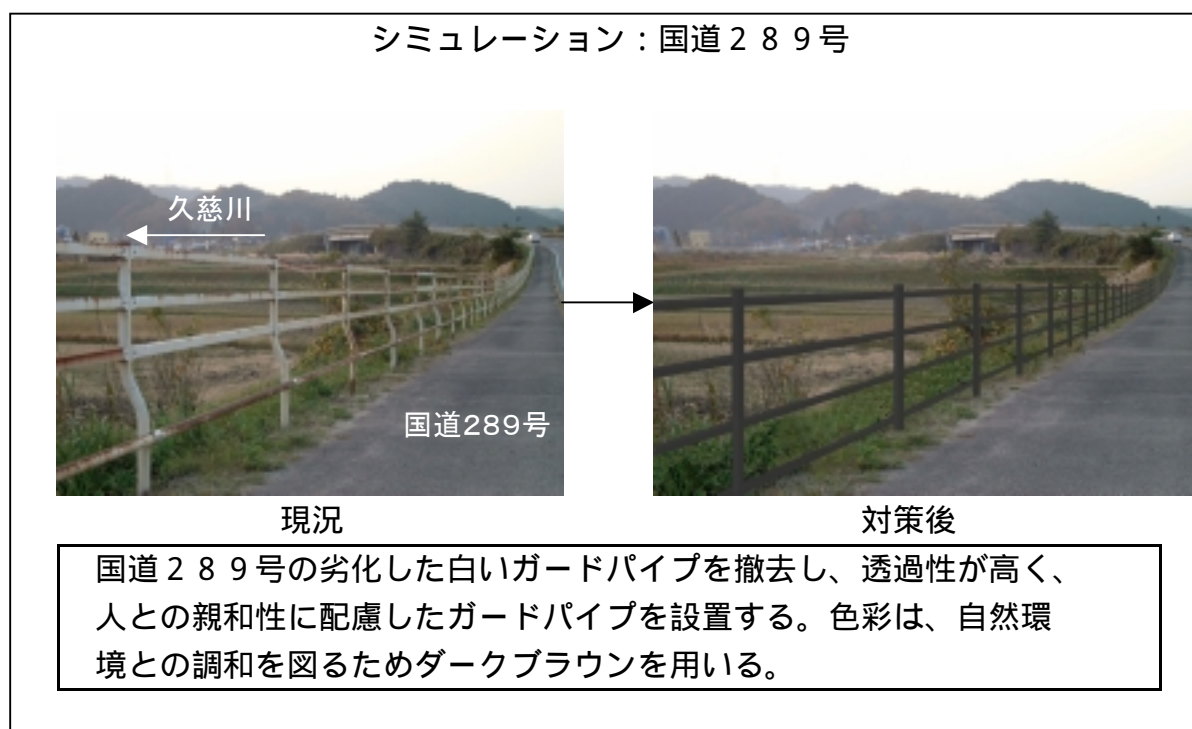 シミュレーション：国道２８９号
久慈川
国道289号
現況
対策後
国道２８９号の劣化した白いガードパイプを撤去し、透過性が高く、
人との親和性に配慮したガードパイプを設置する。色彩は、自然環
境との調和を図るためダークブラウンを用いる。